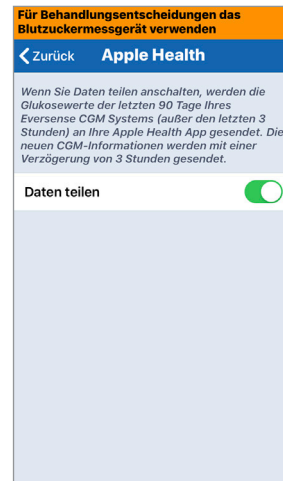 Für Behandlungsentscheidungen das
Blutzuckermessgerät verwenden
Zurück Apple Health
Wenn Sie Daten teilen anschalten, werden die
Glukosewerte der letzten 90 Tage Ihres
Eversense CGM Systems (außer den letzten 3
Stunden) an Ihre Apple Health App gesendet. Die
neuen CGM-Informationen werden mit einer
Verzögerung von 3 Stunden gesendet.
Daten teilen